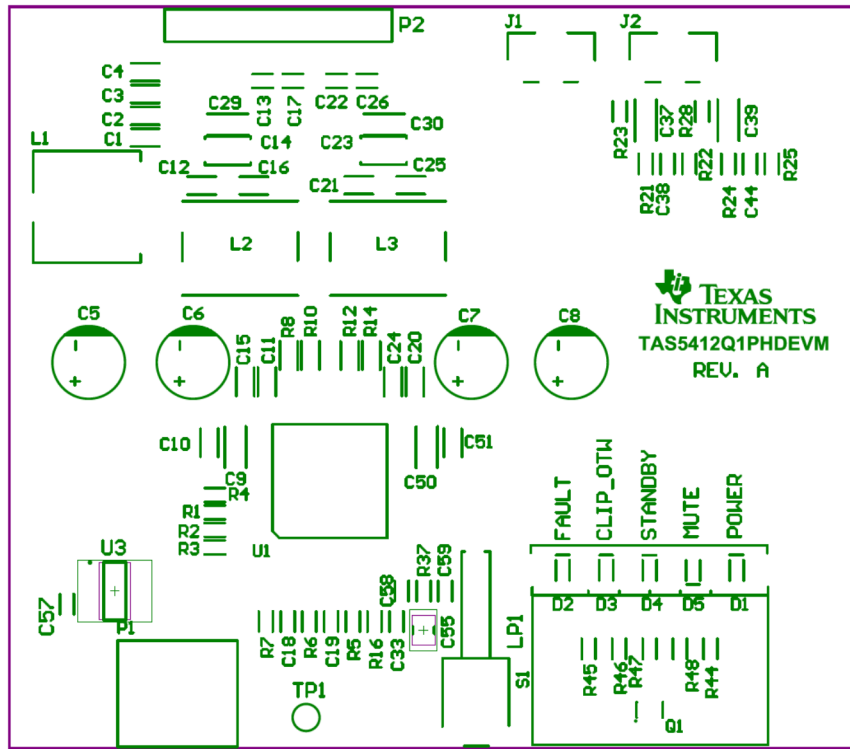 P2
J1
J2
C4
C3
C2
C1
L1
C29
C13
C17
C22
C26
C30
C14
C23
C12
C16
C21
C25
R23
C37
R28
C39
R21
C38
R22
R24
C44
R25
L2
L3
TEXAS
INSTRUMENTS
TAS5412Q1PHDEVM
REV. A
C5
C6
C7
C8
C15
C11
R8
R10
R12
R14
C24
C20
C10
C9
C50
C51
R4
R1
R2
R3
U1
U3
C57
P1
FAULT
CLIP_OTW
STANDBY
MUTE
POWER
D2
D3
D4
D5
D1
C58
R37
C59
C55
R7
C18
R6
C19
R5
R16
C33
LP1
S1
TP1
R45
R46
R47
R48
R44
Q1